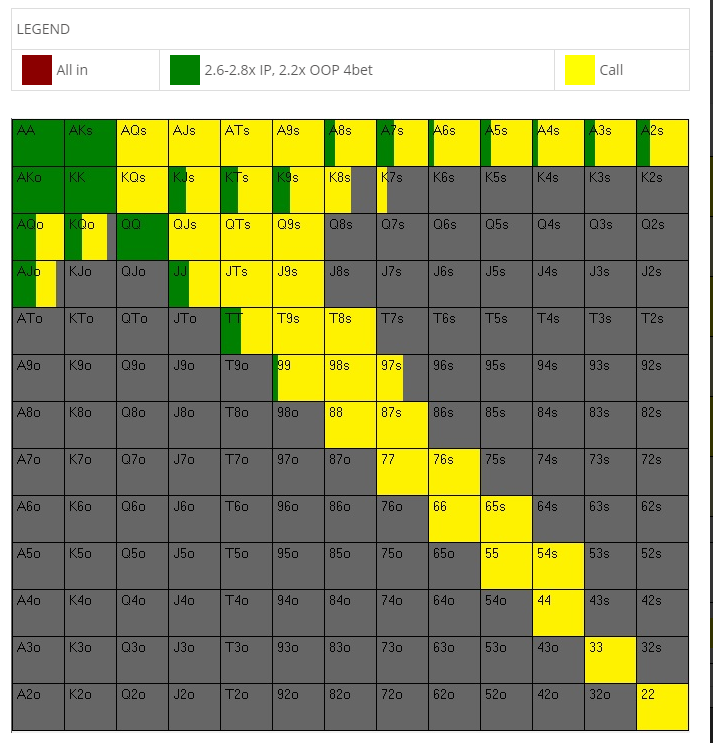 LEGEND
All in 2.6-2.8x IP, 2.2x OOP 4bet Call
AA AKs AQs AJs ATs A9s A8s A7s A6s A5s A4s A3s A2s
AKo KK KQs KJs KTs K9s K8s K7s K6s K5s K4s K3s K2s
AQo KQo QQ QJs QTs Q9s Q8s Q7s Q6s Q5s Q4s Q3s Q2s
AJo KJo QJo JJ JTs J9s J8s J7s J6s J5s J4s J3s J2s
ATo KTo QTo JTo TT T9s T8s T7s T6s T5s T4s T3s T2s
A9o K9o Q9o J9o T9o 99 98s 97s 96s 95s 94s 93s 92s
A8o K8o Q8o J8o T8o 98o 88 87s 86s 85s 84s 83s 82s
A7o K7o Q7o J7o T7o 97o 87o 77 76s 75s 74s 73s 72s
A6o K6o Q6o J6o T6o 96o 86o 76o 66 65s 64s 63s 62s
A5o K5o Q5o J5o T5o 95o 85o 75o 65o 55 54s 53s 52s
A4o K4o Q4o J4o T4o 94o 84o 74o 64o 54o 44 43s 42s
A3o K3o Q3o J3o T3o 93o 83o 73o 63o 53o 43o 33 32s
A2o K2o Q2o J2o T2o 92o 82o 72o 62o 52o 42o 32o 22